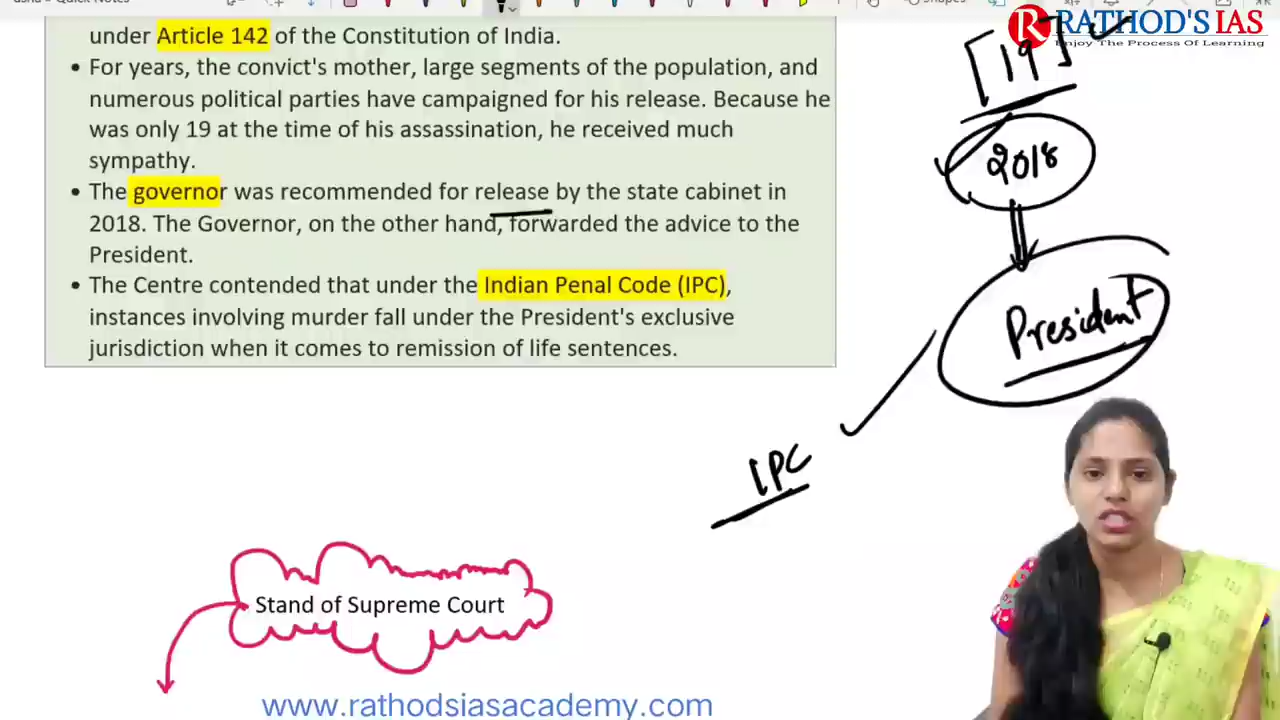 usha – Quick Notes
Shapes
RATHOD'S IAS
Enjoy The Process Of Learning
under Article 142 of the Constitution of India.
• For years, the convict's mother, large segments of the population, and
numerous political parties have campaigned for his release. Because he
was only 19 at the time of his assassination, he received much
sympathy.
• The governor was recommended for release by the state cabinet in
2018. The Governor, on the other hand, forwarded the advice to the
President.
• The Centre contended that under the Indian Penal Code (IPC),
instances involving murder fall under the President's exclusive
jurisdiction when it comes to remission of life sentences.
[19]
2018
President
IPC
Stand of Supreme Court
www.rathodsiasacademy.com